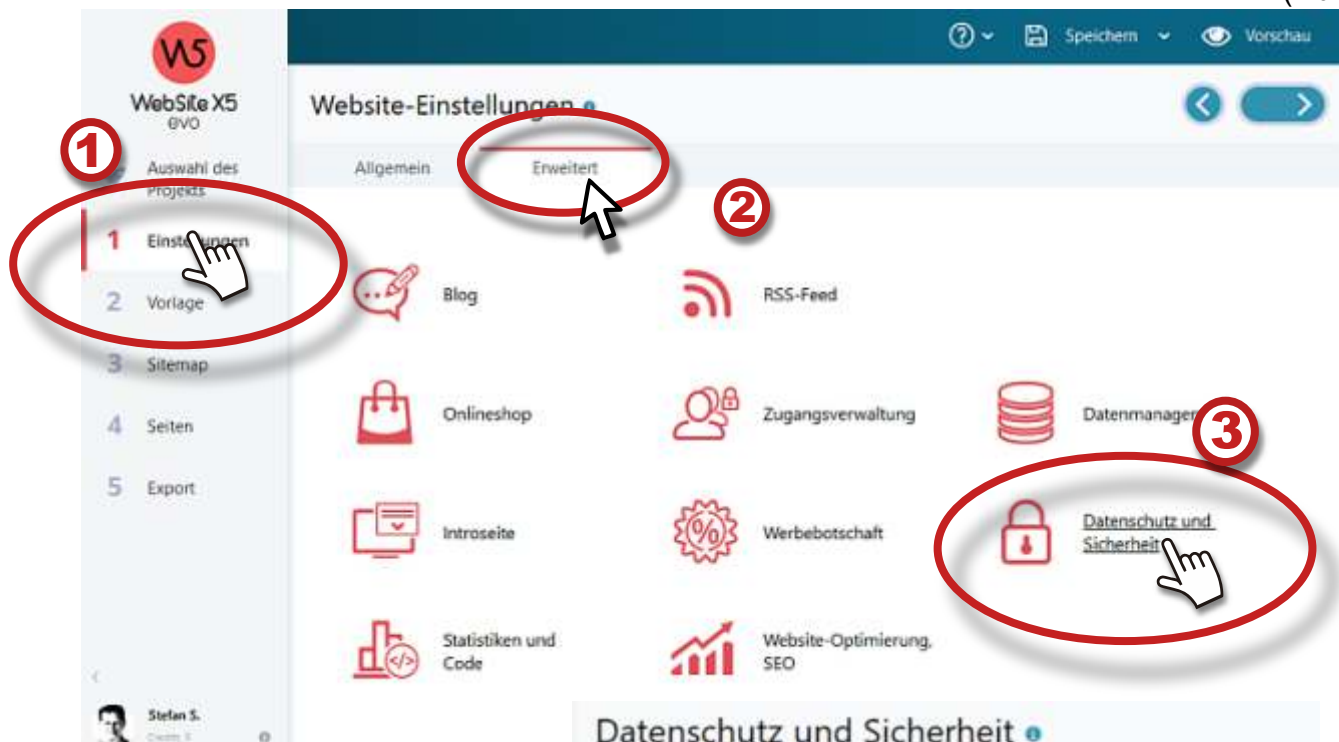 Speichern
Vorschau
W5
WebSite X5
evo
Website-Einstellungen
1
Auswahl des
Projekts
Allgemein
Erweitert
2
1 Einstellungen
Blog
RSS-Feed
2 Vorlage
3 Sitemap
Onlineshop
Zugangsverwaltung
3
4 Seiten
5 Export
Introseite
Werbebotschaft
Datenschutz und
Sicherheit
Statistiken und
Code
Website-Optimierung,
SEO
Stefan S.
Datenschutz und Sicherheit